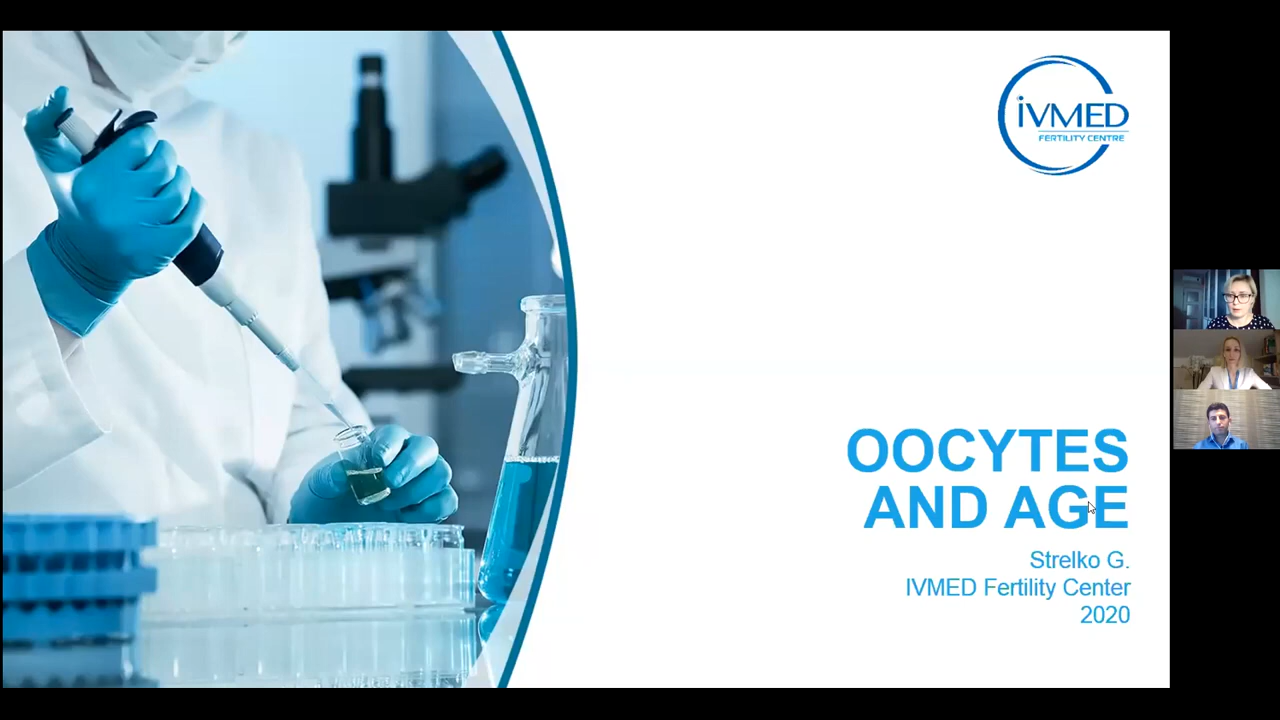 iVMED
FERTILITY CENTRE
OOCYTES
AND AGE
Strelko G.
IVMED Fertility Center
2020